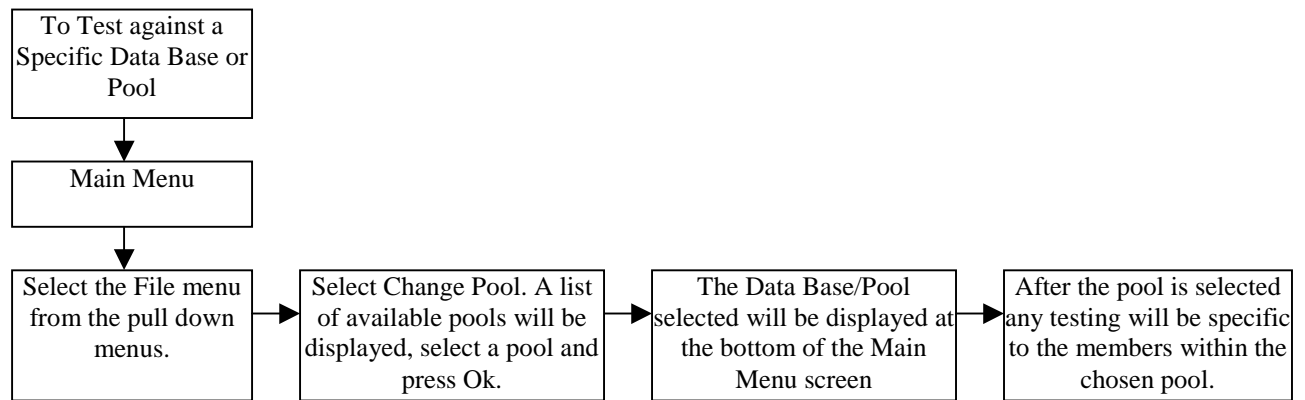 To Test against a
Specific Data Base or
Pool
Main Menu
Select the File menu
from the pull down
menus.
Select Change Pool. A list
of available pools will be
displayed, select a pool and
press Ok.
The Data Base/Pool
selected will be displayed at
the bottom of the Main
Menu screen
After the pool is selected
any testing will be specific
to the members within the
chosen pool.